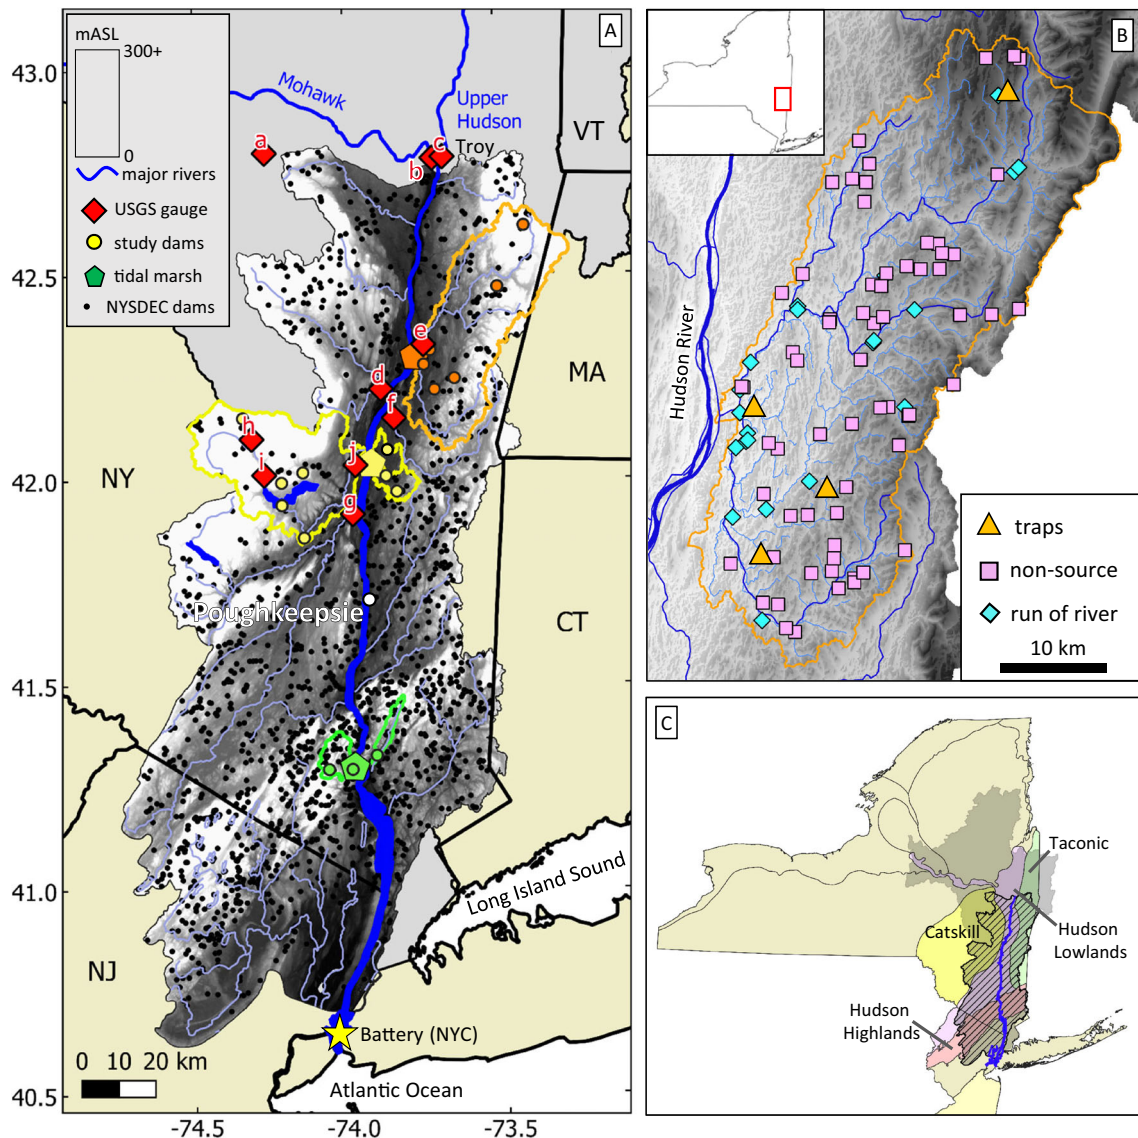 A
mASL
300+
0
major rivers
USGS gauge
study dams
tidal marsh
NYSDEC dams
43.0
42.5
42.0
41.5
41.0
40.5
-74.5
-74.0
-73.5
Mohawk
Upper
Hudson
Troy
VT
MA
NY
CT
NJ
a
b
c
d
e
f
g
h
i
j
Poughkeepsie
Long Island Sound
Battery (NYC)
Atlantic Ocean
0 10 20 km
B
Hudson River
traps
non-source
run of river
10 km
C
Taconic
Hudson
Lowlands
Catskill
Hudson
Highlands